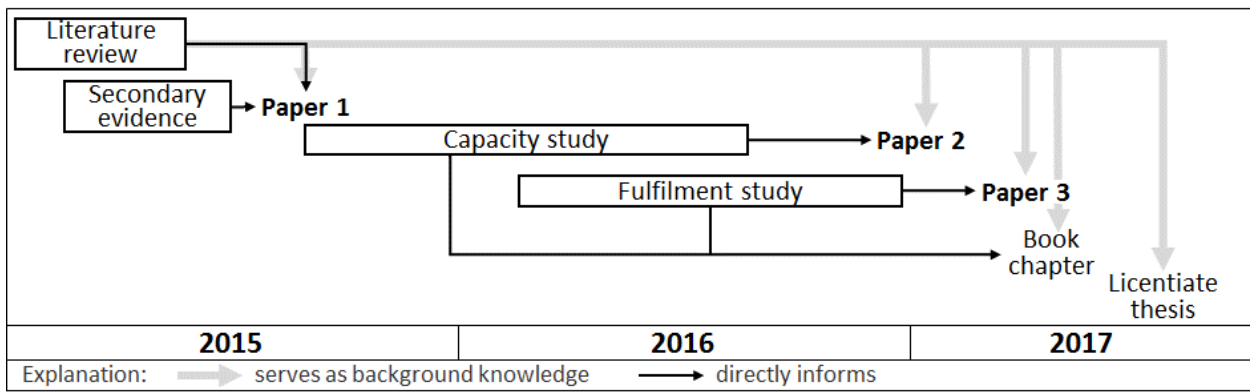 Literature
review
Secondary
evidence
Paper 1
Capacity study
Paper 2
Fulfilment study
Paper 3
Book
chapter
Licentiate
thesis
2015
2016
2017
Explanation:
serves as background knowledge
directly informs